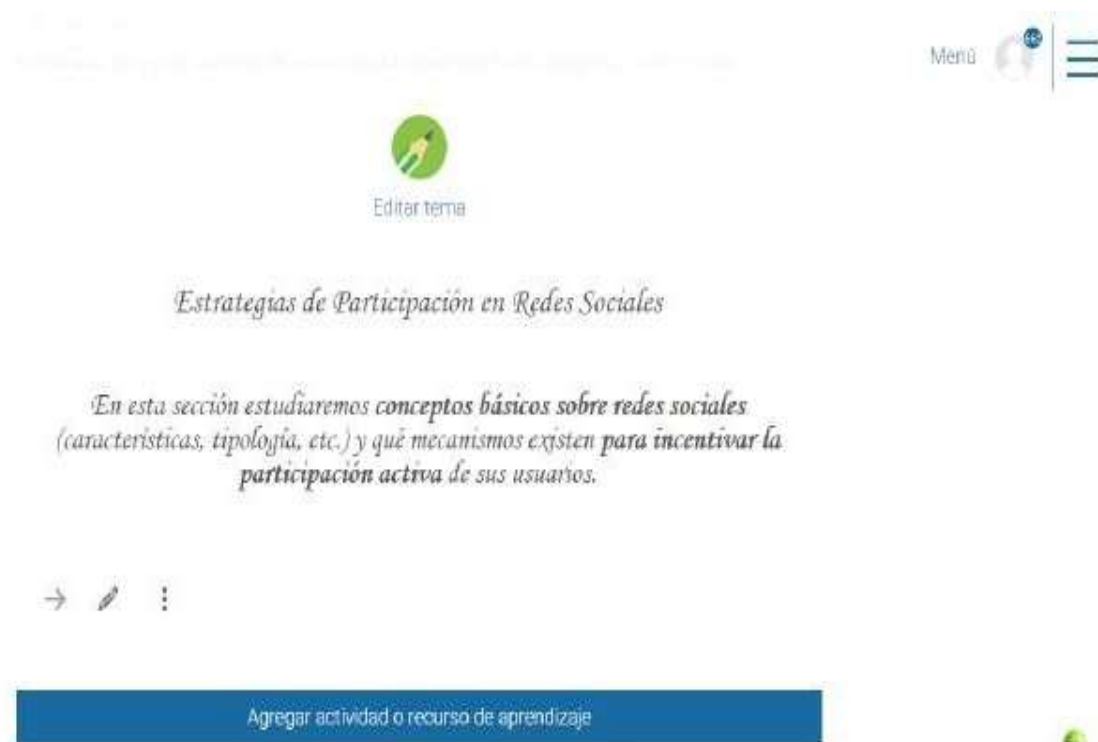 Menú
Editar tema
Estrategias de Participación en Redes Sociales
En esta sección estudiaremos conceptos básicos sobre redes sociales
(características, tipología, etc.) y qué mecanismos existen para incentivar la
participación activa de sus usuarios.
Agregar actividad o recurso de aprendizaje